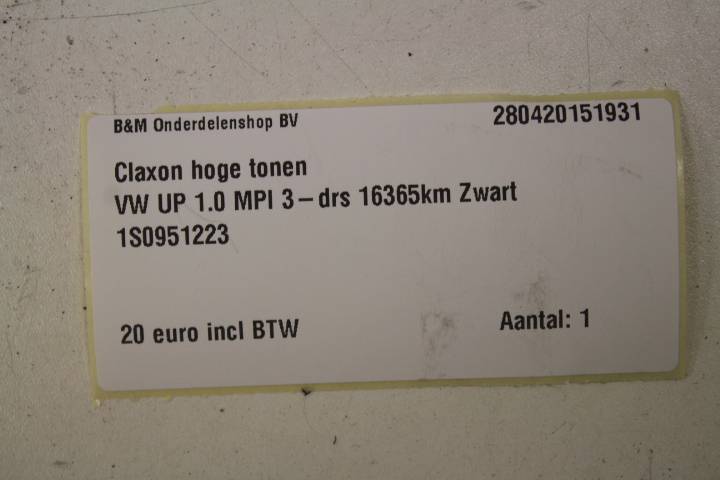 B&M Onderdelenshop BV 280420151931
Claxon hoge tonen
VW UP 1.0 MPI 3-drs 16365km Zwart
1S0951223
20 euro incl BTW Aantal: 1